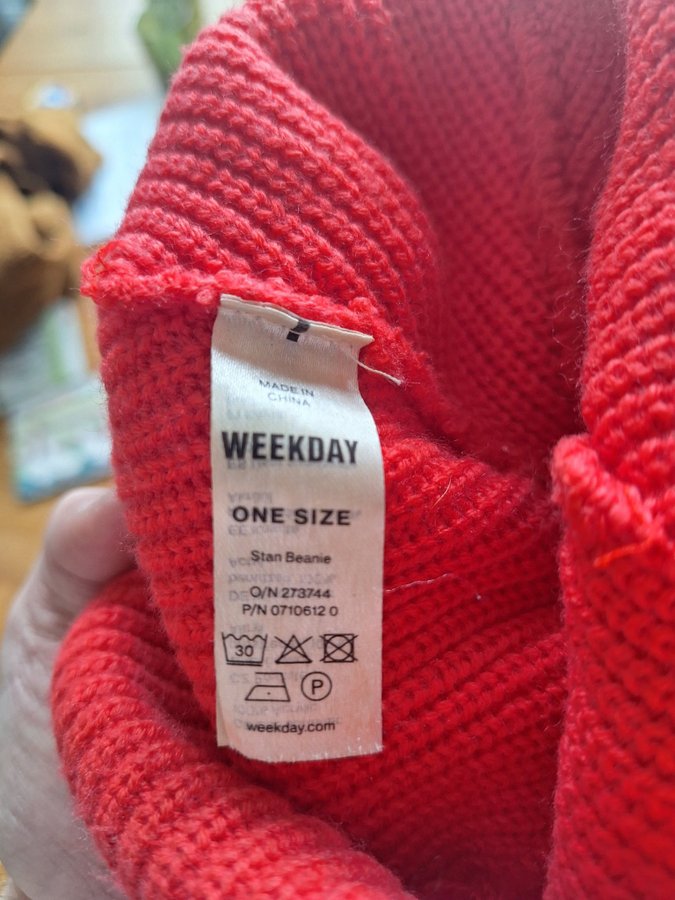 MADE IN
CHINA
WEEKDAY
ONE SIZE
Stan Beanie
O/N 273744
P/N 0710612 0
30
P
weekday.com